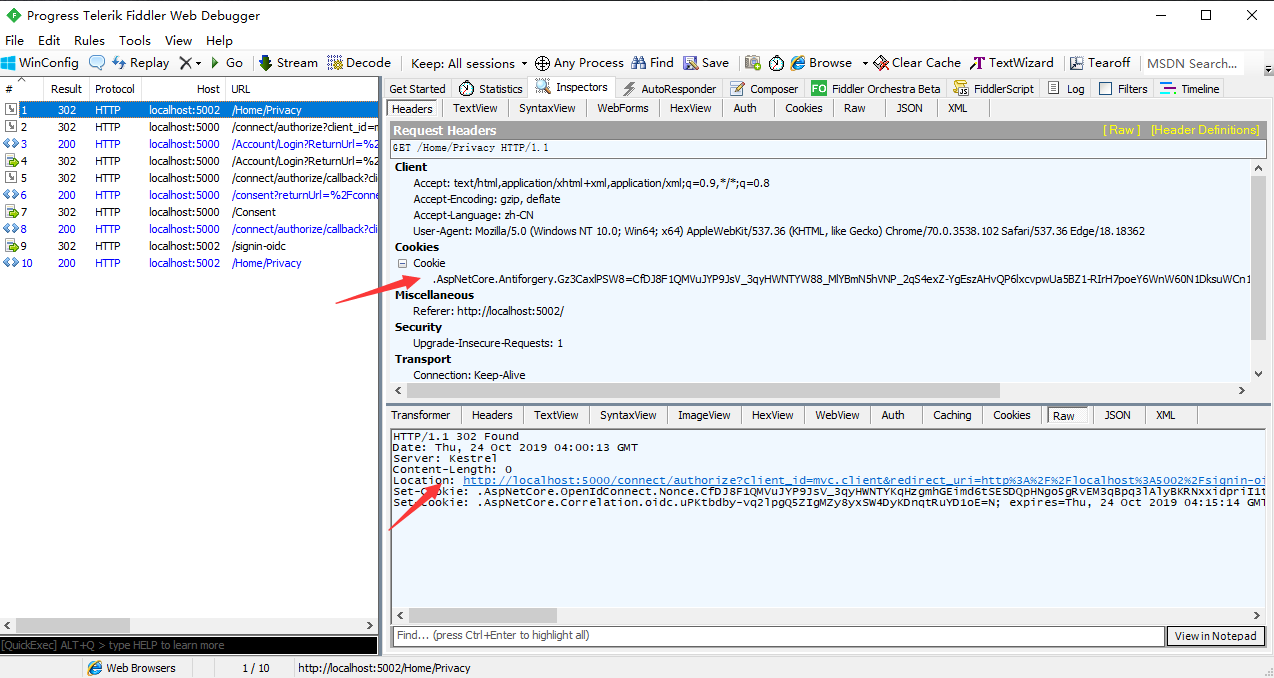 Progress Telerik Fiddler Web Debugger
File Edit Rules Tools View Help
WinConfig Replay Go Stream Decode Keep: All sessions Any Process Find Save Browse Clear Cache TextWizard Tearoff MSDN Search...
# Result Protocol Host URL
1 302 HTTP localhost:5002 /Home/Privacy
2 302 HTTP localhost:5000 /connect/authorize?client_id=m
3 200 HTTP localhost:5000 /Account/Login?ReturnUrl=%2
4 302 HTTP localhost:5000 /Account/Login?ReturnUrl=%2
5 302 HTTP localhost:5000 /connect/authorize/callback?cli
6 200 HTTP localhost:5000 /consent?returnUrl=%2Fconne
7 302 HTTP localhost:5000 /Consent
8 200 HTTP localhost:5000 /connect/authorize/callback?cli
9 302 HTTP localhost:5002 /signin-oidc
10 200 HTTP localhost:5002 /Home/Privacy
[QuickExec] ALT+Q > type HELP to learn more
Get Started Statistics Inspectors AutoResponder Composer FO Fiddler Orchestra Beta FiddlerScript Log Filters Timeline
Headers TextView SyntaxView WebForms HexView Auth Cookies Raw JSON XML
Request Headers [ Raw ] [Header Definitions]
GET /Home/Privacy HTTP/1.1
Client
Accept: text/html,application/xhtml+xml,application/xml;q=0.9,*/*;q=0.8
Accept-Encoding: gzip, deflate
Accept-Language: zh-CN
User-Agent: Mozilla/5.0 (Windows NT 10.0; Win64; x64) AppleWebKit/537.36 (KHTML, like Gecko) Chrome/70.0.3538.102 Safari/537.36 Edge/18.18362
Cookies
Cookie
.AspNetCore.Antiforgery.Gz3CaxlPSW8=CfDJ8F1QMVuJYP9JsV_3qyHWNTYW88_MlYBmN5hVNP_2qS4exZ-YgEszAHvQP6lxcvpwUa5BZ1-RIrH7poeY6WnW60N1DksuWCn1
Miscellaneous
Referer: http://localhost:5002/
Security
Upgrade-Insecure-Requests: 1
Transport
Connection: Keep-Alive
Transformer Headers TextView SyntaxView ImageView HexView WebView Auth Caching Cookies Raw JSON XML
HTTP/1.1 302 Found
Date: Thu, 24 Oct 2019 04:00:13 GMT
Server: Kestrel
Content-Length: 0
Location: http://localhost:5000/connect/authorize?client_id=mvc.client&redirect_uri=http%3A%2F%2Flocalhost%3A5002%2Fsignin-oi
Set-Cookie: .AspNetCore.OpenIdConnect.Nonce.CfDJ8F1QMVuJYP9JsV_3qyHWNTYKqHzgmhGEimd6tSESDQpHNgo5gRvEM3qBpq3lAlyBKRNxxidpriI1t
Set-Cookie: .AspNetCore.Correlation.oidc.uPKtbdby-vq2lpgQ5ZIgMZy8yxSW4DyKDnqtRuYD1oE=N; expires=Thu, 24 Oct 2019 04:15:14 GMT
Find... (press Ctrl+Enter to highlight all) View in Notepad
Web Browsers 1 / 10 http://localhost:5002/Home/Privacy